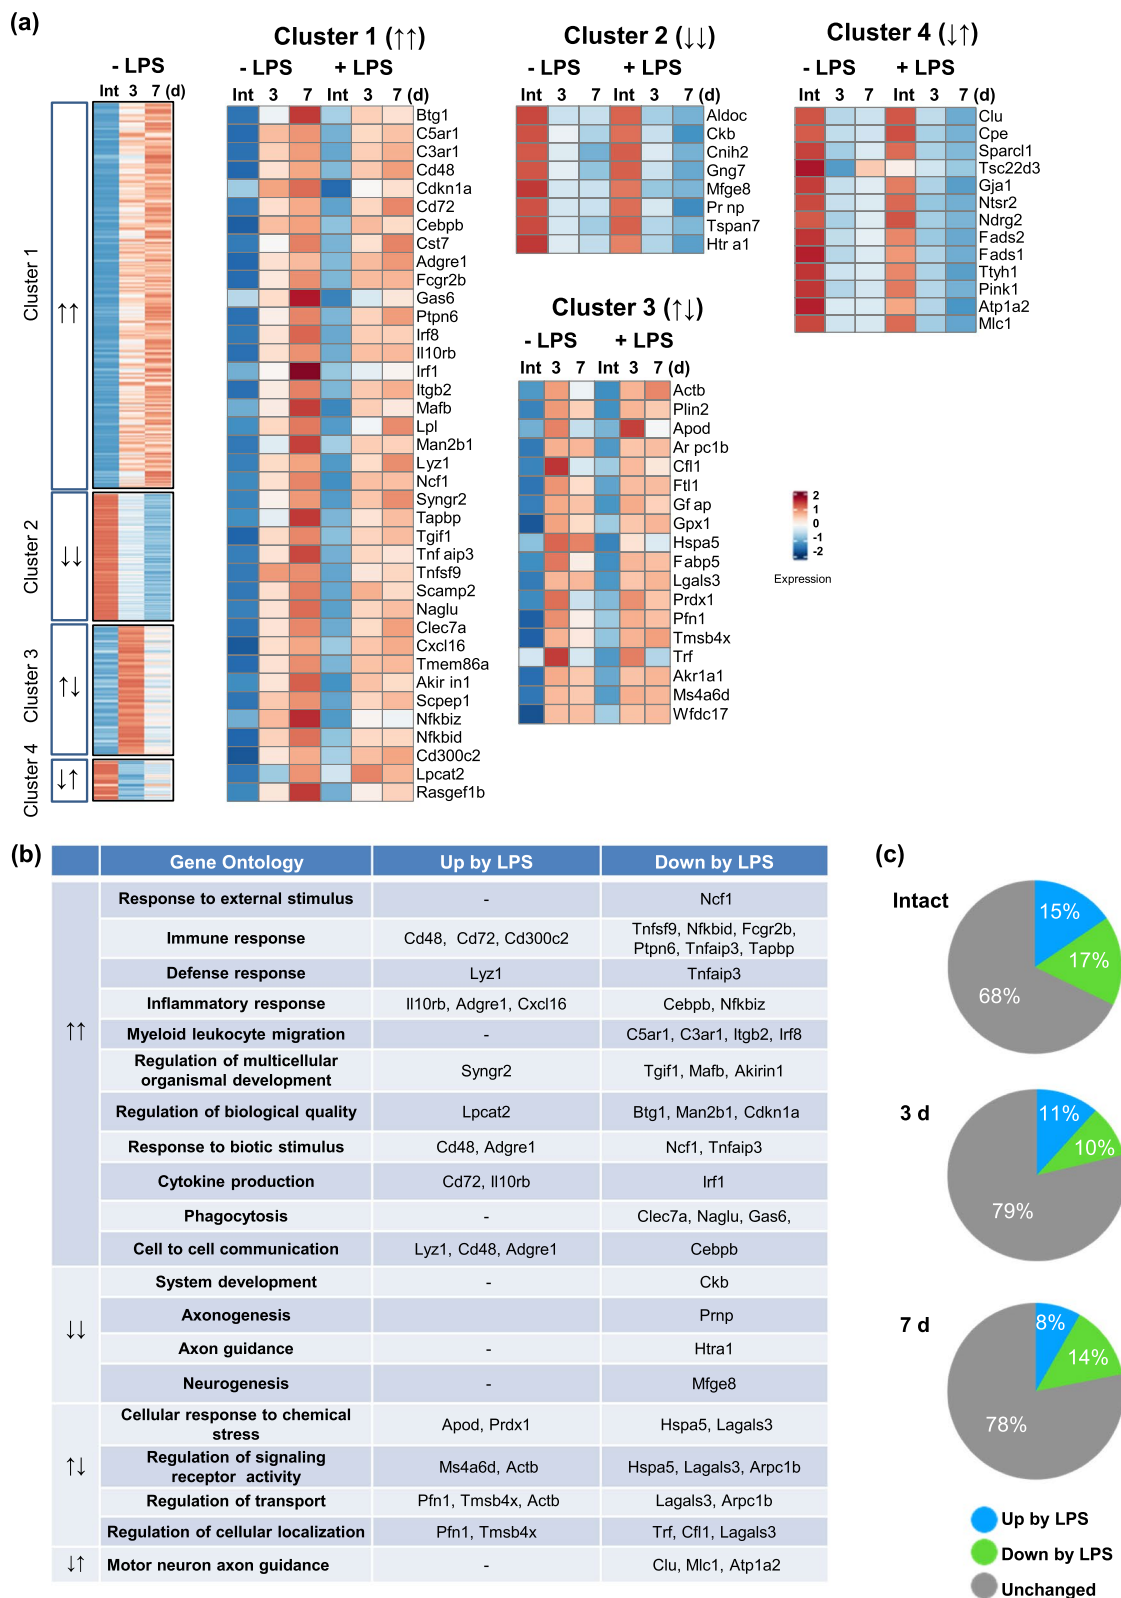 (a)
- LPS
Int 3 7 (d)
Cluster 1
↑↑
Cluster 2
↓↓
Cluster 3
↑↓
Cluster 4
↓↑
Cluster 1 (↑↑)
- LPS + LPS
Int 3 7 Int 3 7 (d)
Btg1
C5ar1
C3ar1
Cd48
Cdkn1a
Cd72
Cebpb
Cst7
Adgre1
Fcgr2b
Gas6
Ptpn6
Irf8
Il10rb
Irf1
Itgb2
Mafb
Lpl
Man2b1
Lyz1
Ncf1
Syngr2
Tapbp
Tgif1
Tnf aip3
Tnfsf9
Scamp2
Naglu
Clec7a
Cxcl16
Tmem86a
Akir in1
Scpep1
Nfkbiz
Nfkbid
Cd300c2
Lpcat2
Rasgef1b
Cluster 2 (↓↓)
- LPS + LPS
Int 3 7 Int 3 7 (d)
Aldoc
Ckb
Cnih2
Gng7
Mfge8
Pr np
Tspan7
Htr a1
Cluster 3 (↑↓)
- LPS + LPS
Int 3 7 Int 3 7 (d)
Actb
Plin2
Apod
Ar pc1b
Cfl1
Ftl1
Gf ap
Gpx1
Hspa5
Fabp5
Lgals3
Prdx1
Pfn1
Tmsb4x
Trf
Akr1a1
Ms4a6d
Wfdc17
Cluster 4 (↓↑)
- LPS + LPS
Int 3 7 Int 3 7 (d)
Clu
Cpe
Sparcl1
Tsc22d3
Gja1
Ntsr2
Ndrg2
Fads2
Fads1
Ttyh1
Pink1
Atp1a2
Mlc1
2
1
0
-1
-2
Expression
(b)
Gene Ontology Up by LPS Down by LPS
↑↑
Response to external stimulus - Ncf1
Immune response Cd48, Cd72, Cd300c2 Tnfsf9, Nfkbid, Fcgr2b,
Ptpn6, Tnfaip3, Tapbp
Defense response Lyz1 Tnfaip3
Inflammatory response Il10rb, Adgre1, Cxcl16 Cebpb, Nfkbiz
Myeloid leukocyte migration - C5ar1, C3ar1, Itgb2, Irf8
Regulation of multicellular
organismal development Syngr2 Tgif1, Mafb, Akirin1
Regulation of biological quality Lpcat2 Btg1, Man2b1, Cdkn1a
Response to biotic stimulus Cd48, Adgre1 Ncf1, Tnfaip3
Cytokine production Cd72, Il10rb Irf1
Phagocytosis - Clec7a, Naglu, Gas6,
Cell to cell communication Lyz1, Cd48, Adgre1 Cebpb
↓↓
System development - Ckb
Axonogenesis Prnp
Axon guidance - Htra1
Neurogenesis - Mfge8
↑↓
Cellular response to chemical
stress Apod, Prdx1 Hspa5, Lagals3
Regulation of signaling
receptor activity Ms4a6d, Actb Hspa5, Lagals3, Arpc1b
Regulation of transport Pfn1, Tmsb4x, Actb Lagals3, Arpc1b
Regulation of cellular localization Pfn1, Tmsb4x Trf, Cfl1, Lagals3
↓↑ Motor neuron axon guidance - Clu, Mlc1, Atp1a2
(c)
Intact
15%
17%
68%
3 d
11%
10%
79%
7 d
8%
14%
78%
Up by LPS
Down by LPS
Unchanged